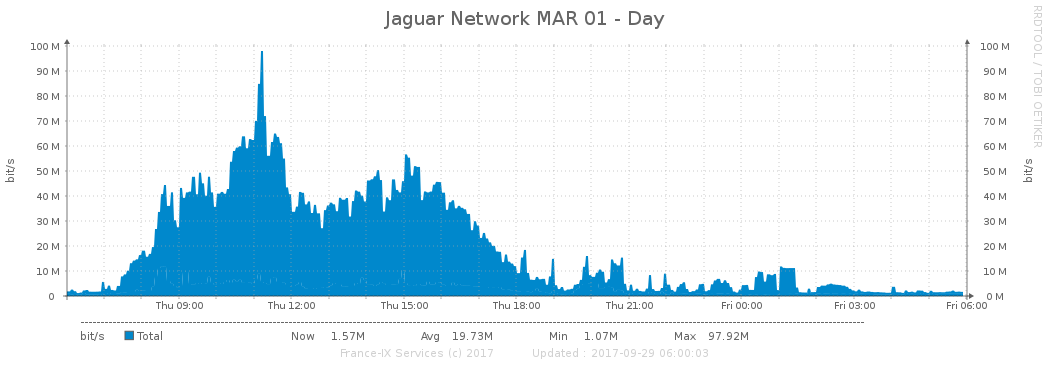 Jaguar Network MAR 01 - Day
RRDTOOL / TOBI OETIKER
bit/s
bit/s
100 M 100 M
90 M 90 M
80 M 80 M
70 M 70 M
60 M 60 M
50 M 50 M
40 M 40 M
30 M 30 M
20 M 20 M
10 M 10 M
0 0 M
Thu 09:00 Thu 12:00 Thu 15:00 Thu 18:00 Thu 21:00 Fri 00:00 Fri 03:00 Fri 06:00
bit/s Total Now 1.57M Avg 19.73M Min 1.07M Max 97.92M
France-IX Services (c) 2017 Updated : 2017-09-29 06:00:03